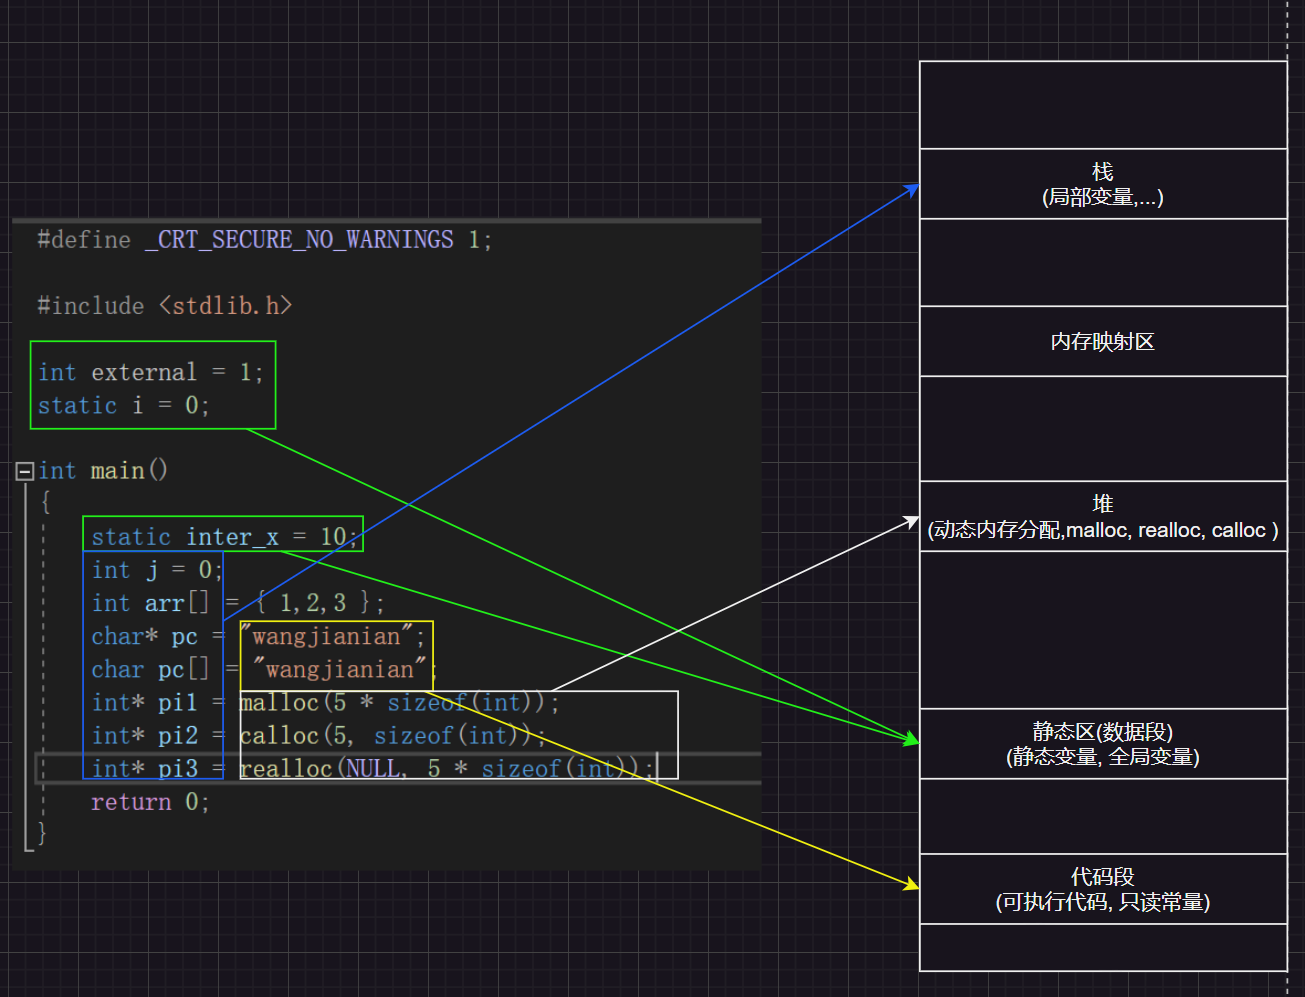 #define _CRT_SECURE_NO_WARNINGS 1;
#include <stdlib.h>
int external = 1;
static i = 0;
int main()
{
static inter_x = 10;
int j = 0;
int arr[] = { 1,2,3 };
char* pc = "wangjianian";
char pc[] = "wangjianian";
int* pi1 = malloc(5 * sizeof(int));
int* pi2 = calloc(5, sizeof(int));
int* pi3 = realloc(NULL, 5 * sizeof(int));
return 0;
}
栈
(局部变量,...)
内存映射区
堆
(动态内存分配,malloc, realloc, calloc )
静态区(数据段)
(静态变量, 全局变量)
代码段
(可执行代码, 只读常量)